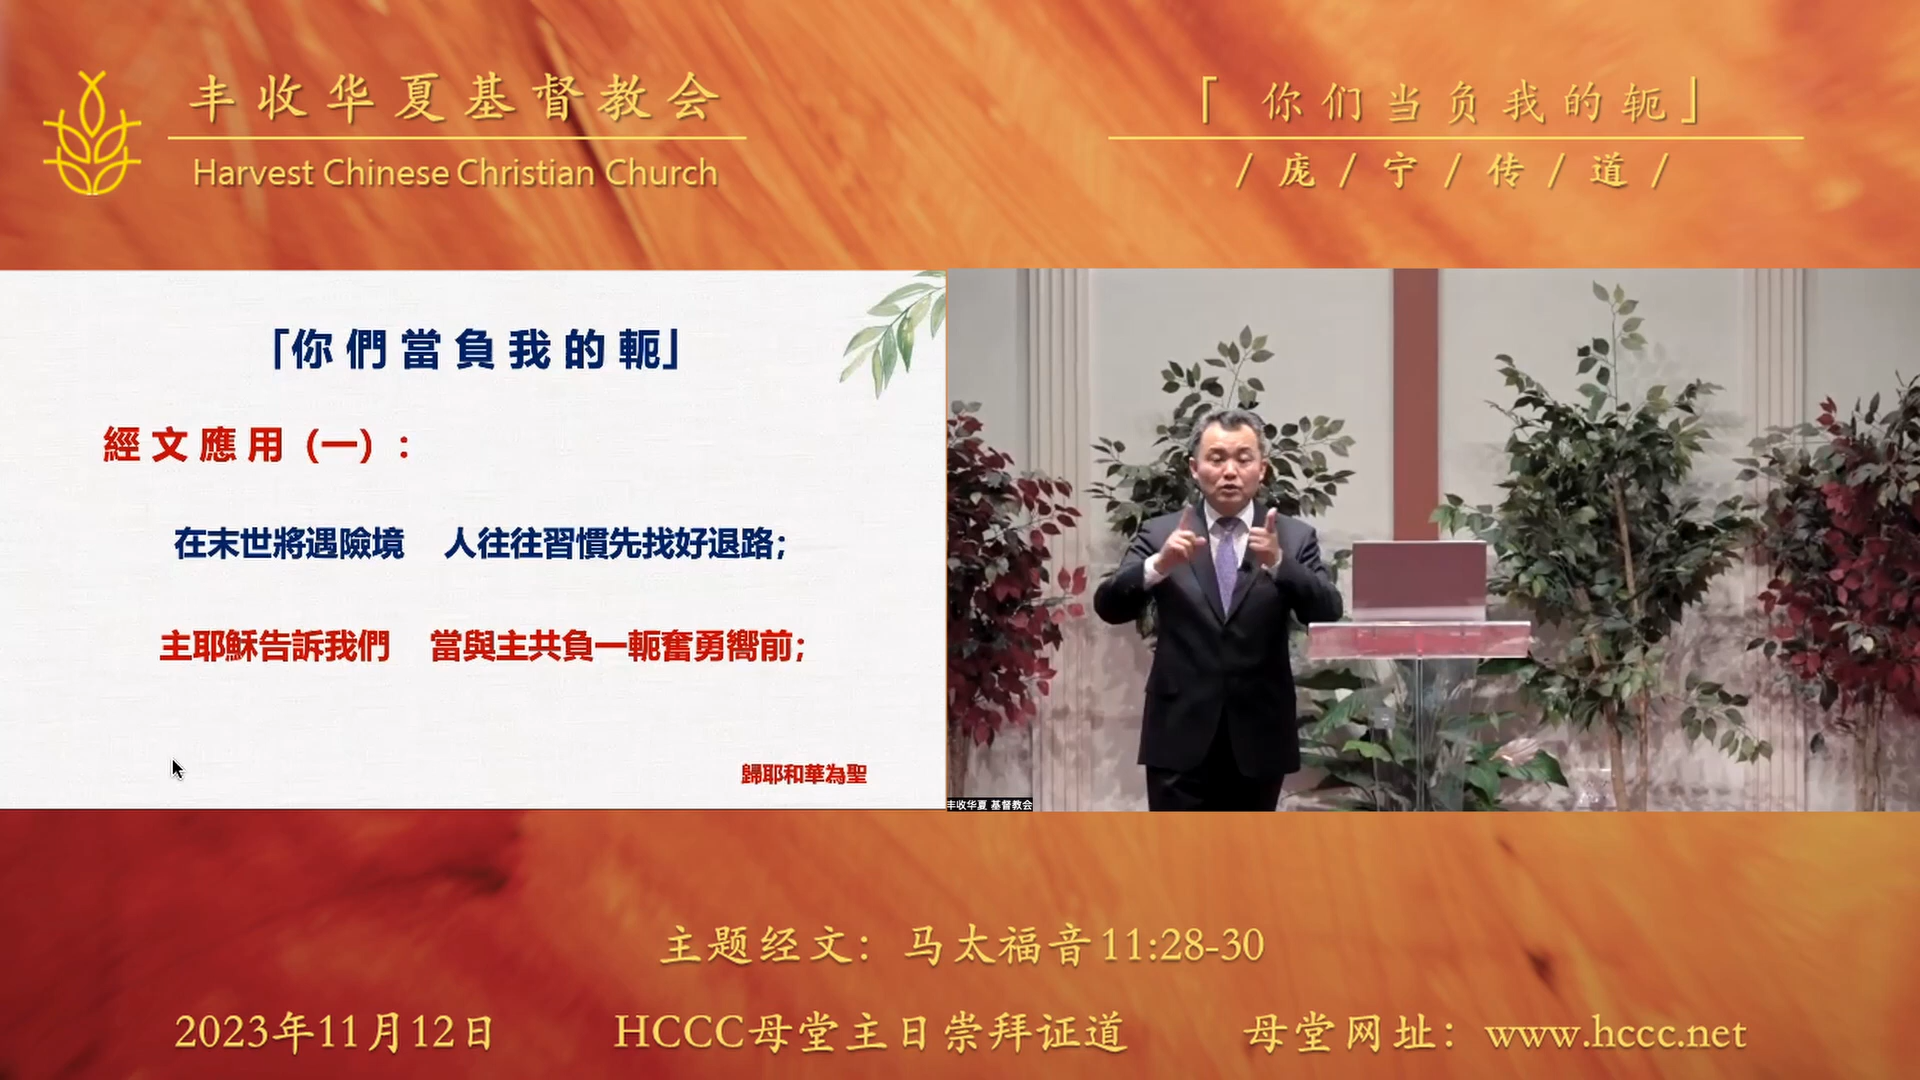 丰收华夏基督教会
Harvest Chinese Christian Church
「你们当负我的轭」
/ 庞 / 宁 / 传 / 道 /
「你們當負我的軛」
經文應用 (一) :
在末世將遇險境 人往往習慣先找好退路;
主耶穌告訴我們 當與主共負一軛奮勇嚮前;
歸耶和華為聖
丰收华夏 基督教会
主题经文: 马太福音 11:28-30
2023年11月12日 HCCC母堂主日崇拜证道 母堂网址: www.hccc.net